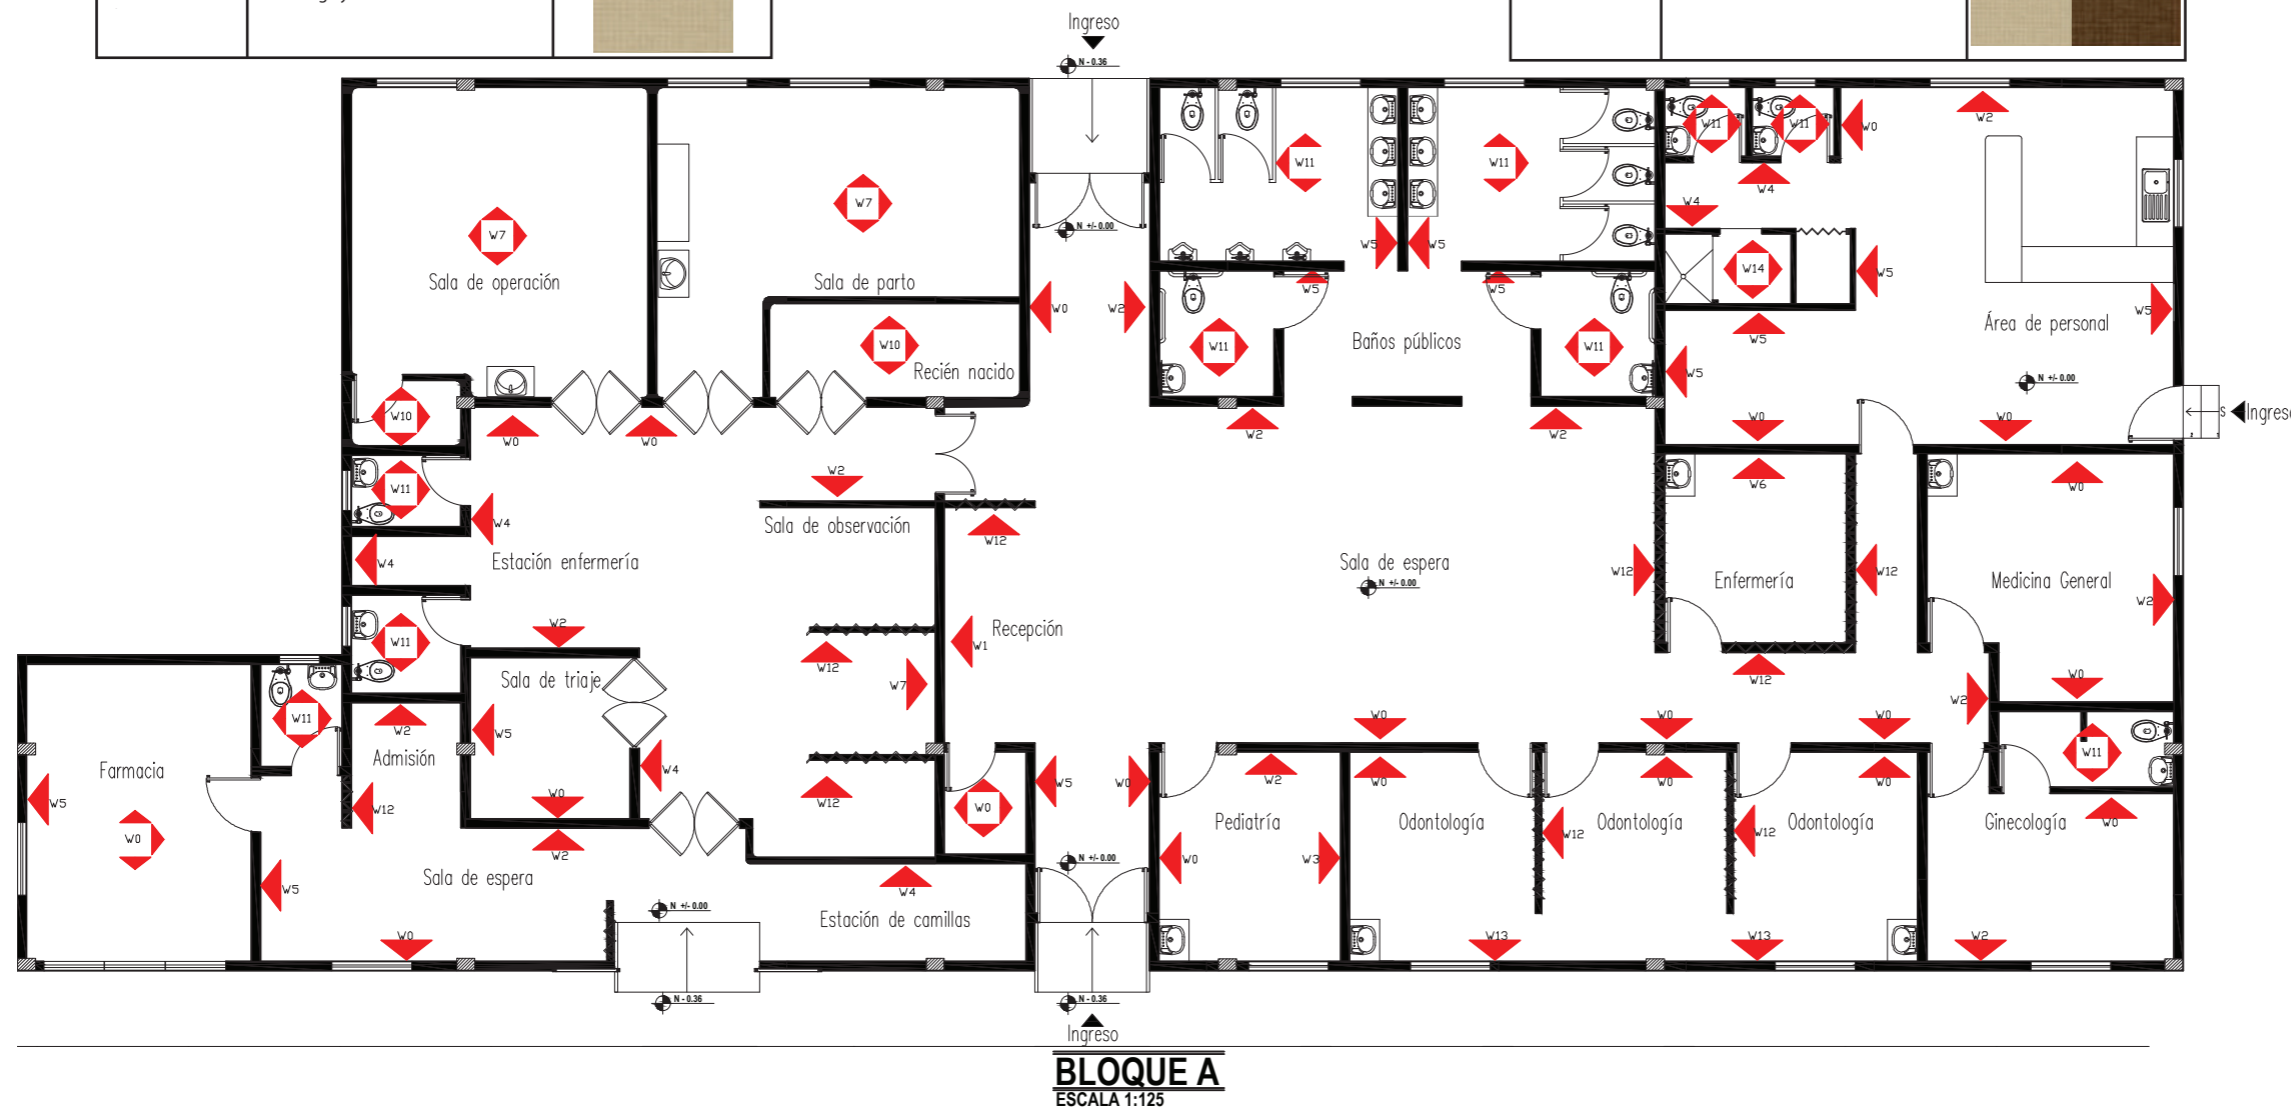 Ingreso
N - 0.36
W11
W11
W0
W2
W11
W11
W4
W7
W4
W7
N +/- 0.00
W5
W5
W14
W5
Sala de operación
Sala de parto
W5
W5
W0
W2
W5
Área de personal
W10
W11
Baños públicos
W11
W5
Recién nacido
W5
N +/- 0.00
W10
W0
W0
W2
W2
W0
W0
S
Ingreso
W2
W6
W0
W11
W4
Sala de observación
W12
Estación enfermería
W4
Sala de espera
N +/- 0.00
W12
Enfermería
W12
Medicina General
W2
W2
Recepción
W11
W1
W12
Sala de triaje
W7
W12
W0
W2
W11
W2
W5
W0
W0
W0
W11
Admisión
Farmacia
W4
W5
W0
W2
W0
W0
W0
W5
W12
W0
W12
W0
Pediatría
Odontología
W12
Odontología
W12
Odontología
Ginecología
W0
W0
W2
N +/- 0.00
W0
W3
Sala de espera
W5
W4
N +/- 0.00
Estación de camillas
W0
W13
W13
W2
N - 0.36
N - 0.36
Ingreso
BLOQUE A
ESCALA 1:125